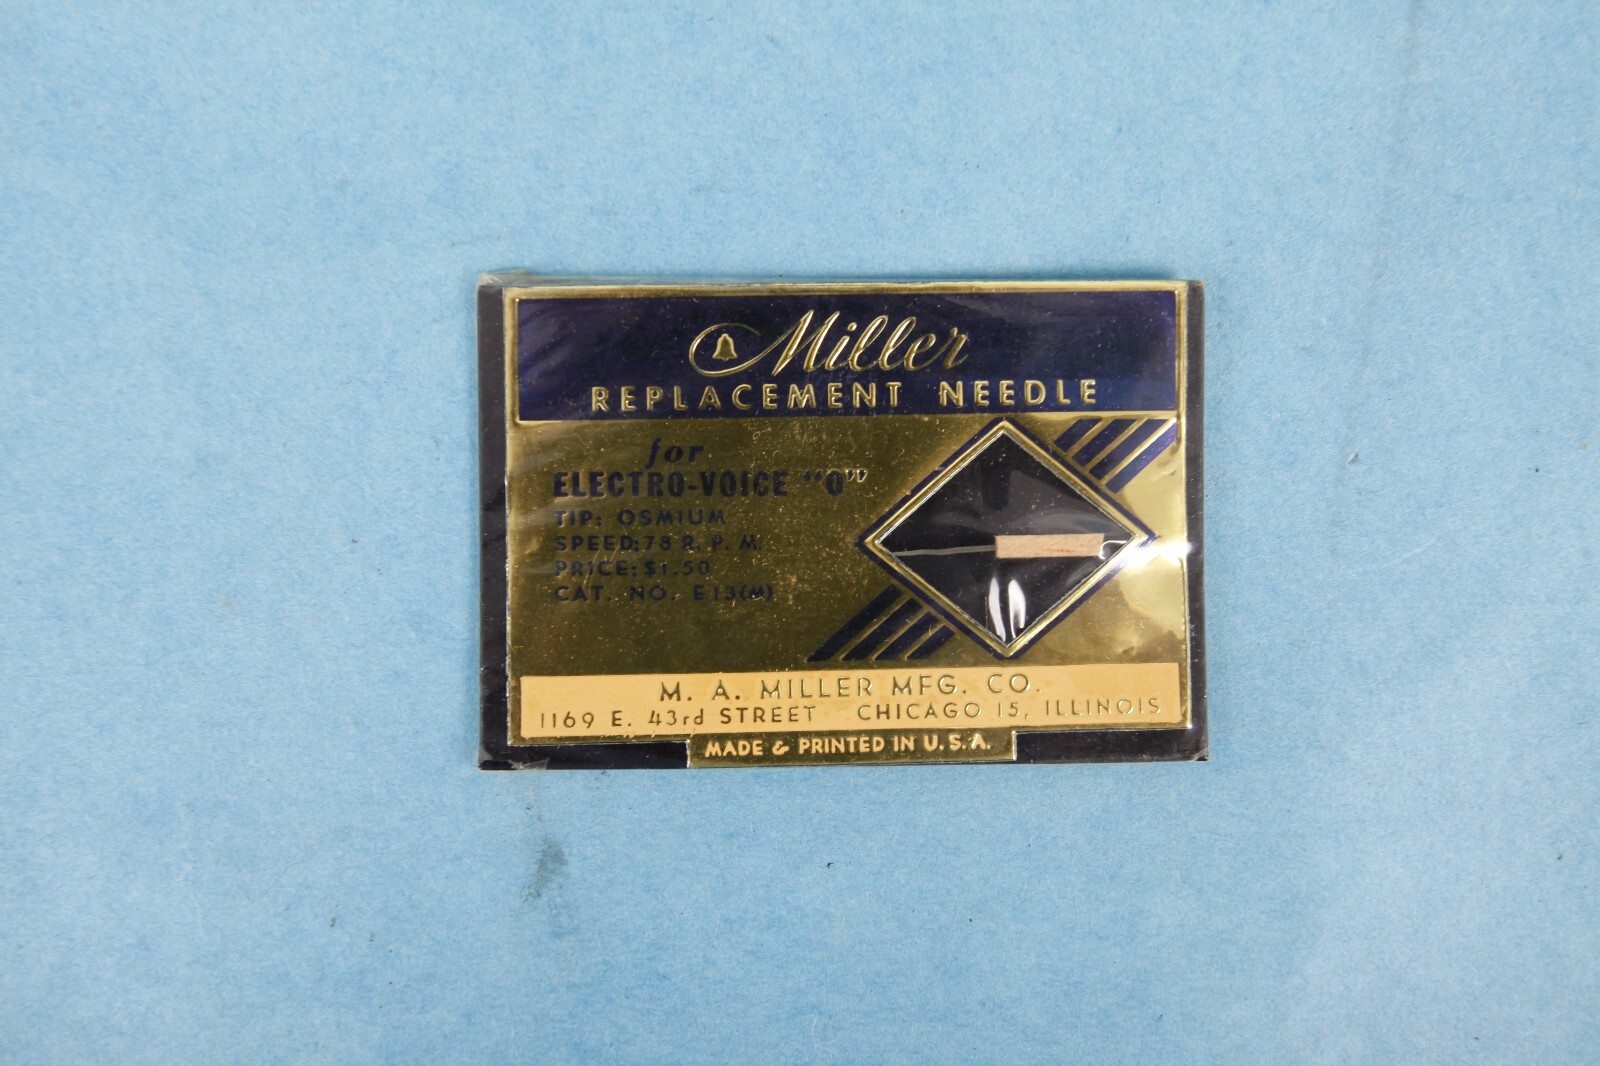 Miller
REPLACEMENT NEEDLE
for
ELECTRO-VOICE "O"
TIP: OSMIUM
SPEED: 78 R. P. M.
PRICE: $1.50
CAT. NO. E13(M)
M. A. MILLER MFG. CO.
1169 E. 43rd STREET CHICAGO 15, ILLINOIS
MADE & PRINTED IN U.S.A.